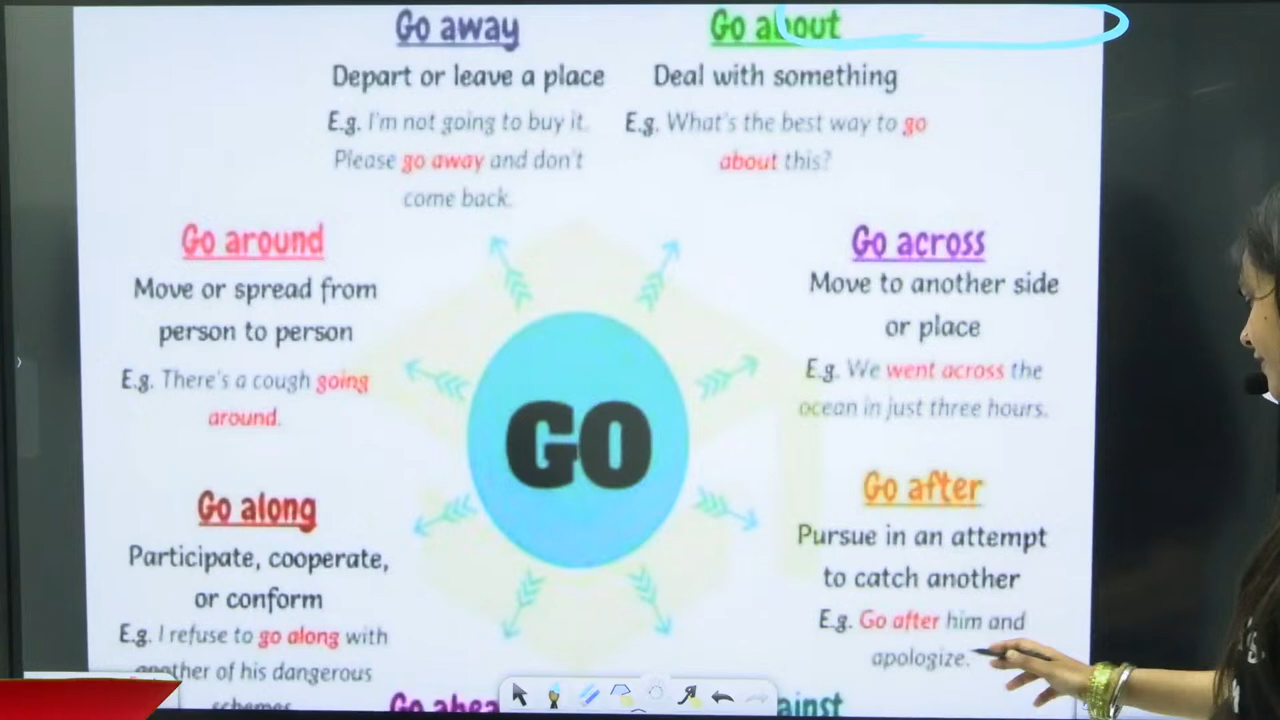 Go away
Depart or leave a place
E.g. I'm not going to buy it.
Please go away and don't
come back.
Go about
Deal with something
E.g. What's the best way to go
about this?
Go around
Move or spread from
person to person
E.g. There's a cough going
around.
Go across
Move to another side
or place
E.g. We went across the
ocean in just three hours.
GO
Go along
Participate, cooperate,
or conform
E.g. I refuse to go along with
another of his dangerous
schemes.
Go after
Pursue in an attempt
to catch another
E.g. Go after him and
apologize.
Go ahea
ainst